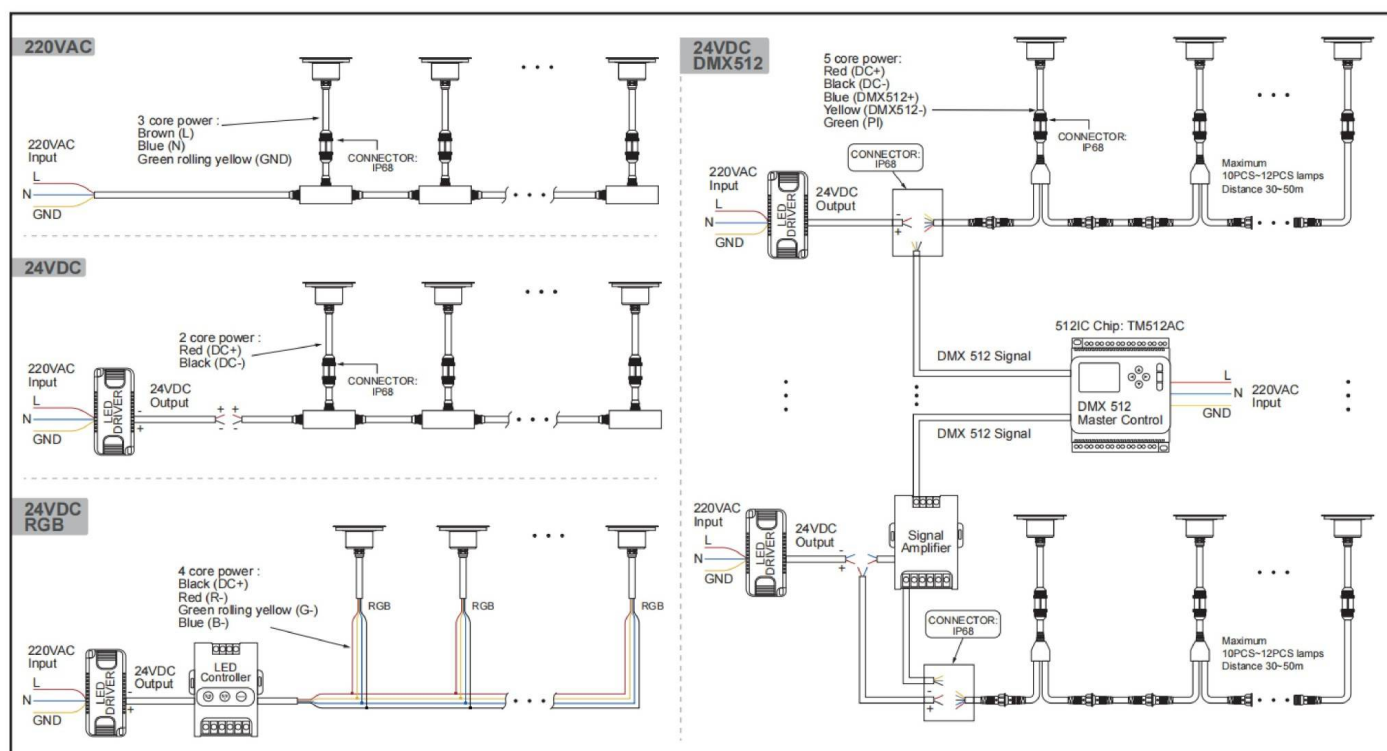 220VAC
3 core power :
Brown (L)
Blue (N)
Green rolling yellow (GND)
CONNECTOR:
IP68
220VAC
Input
L
N
GND
24VDC
2 core power :
Red (DC+)
Black (DC-)
CONNECTOR:
IP68
220VAC
Input
L
N
GND
LED
DRIVER
24VDC
Output
-
+
+ +
- -
24VDC
RGB
4 core power :
Black (DC+)
Red (R-)
Green rolling yellow (G-)
Blue (B-)
RGB
RGB
RGB
220VAC
Input
L
N
GND
LED
DRIVER
24VDC
Output
-
+
LED
Controller
24VDC
DMX512
5 core power :
Red (DC+)
Black (DC-)
Blue (DMX512+)
Yellow (DMX512-)
Green (PI)
CONNECTOR:
IP68
CONNECTOR:
IP68
Maximum
10PCS~12PCS lamps
Distance 30~50m
220VAC
Input
L
N
GND
LED
DRIVER
24VDC
Output
-
+
512IC Chip: TM512AC
DMX 512 Signal
DMX 512
Master Control
L
N
GND
220VAC
Input
DMX 512 Signal
220VAC
Input
L
N
GND
LED
DRIVER
24VDC
Output
-
+
Signal
Amplifier
CONNECTOR:
IP68
-
+
Maximum
10PCS~12PCS lamps
Distance 30~50m